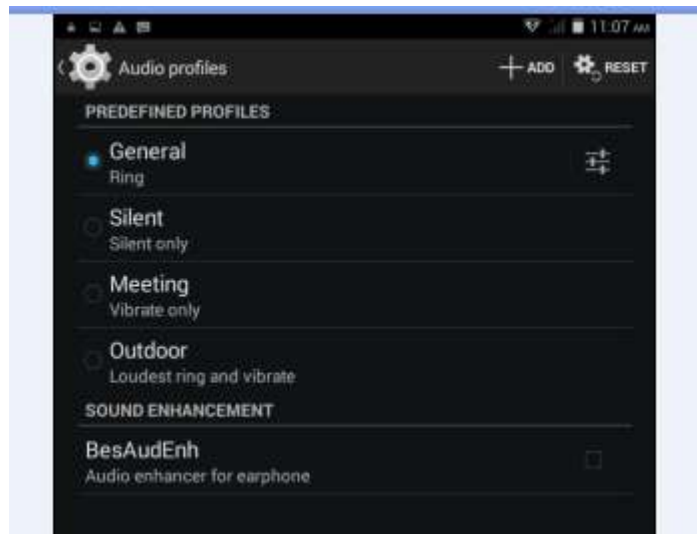 11:07 AM
Audio profiles
ADD
RESET
PREDEFINED PROFILES
General
Ring
Silent
Silent only
Meeting
Vibrate only
Outdoor
Loudest ring and vibrate
SOUND ENHANCEMENT
BesAudEnh
Audio enhancer for earphone